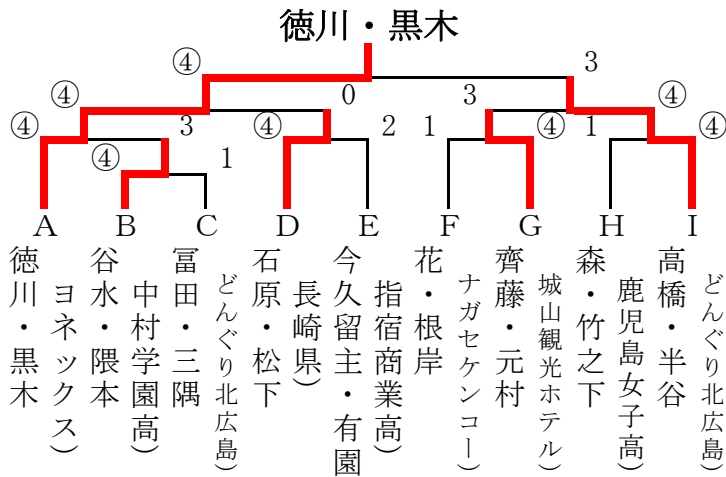 徳川・黒木
④ 3
④ 0 3 ④
④ 3 ④ 2 1 ④ 1 ④
④ 1
A B C D E F G H I
徳川・黒木
ヨネックス)
谷水・隈本
中村学園高)
冨田・三隅
どんぐり北広島)
石原・松下
長崎県)
今久留主・有園
指宿商業高)
花・根岸
ナガセケンコー)
齊藤・元村
城山観光ホテル)
森・竹之下
鹿児島女子高)
高橋・半谷
どんぐり北広島)